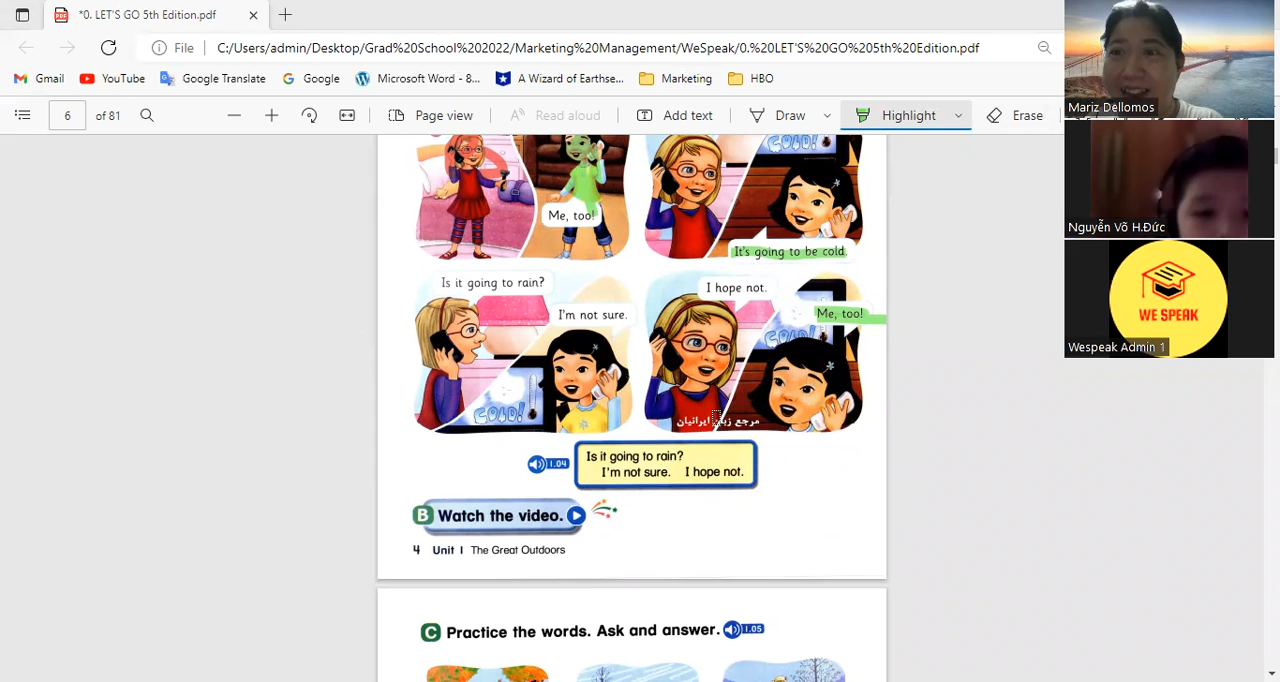 *0. LET'S GO 5th Edition.pdf
File
C:/Users/admin/Desktop/Grad%20School%202022/Marketing%20Management/WeSpeak/0.%20LET'S%20GO%205th%20Edition.pdf
Gmail
YouTube
Google Translate
Google
Microsoft Word - 8...
A Wizard of Earthse...
Marketing
HBO
6
of 81
Page view
Read aloud
Add text
Draw
Highlight
Erase
Mariz Dellomos
Nguyễn Võ H.Đức
WE SPEAK
Wespeak Admin 1
Me, too!
COLD!
It's going to be cold.
Is it going to rain?
I'm not sure.
COLD!
I hope not.
Me, too!
COLD!
مرجع زبان ایرانیان
1.04
Is it going to rain?
I'm not sure. I hope not.
B Watch the video.
4 Unit 1 The Great Outdoors
C Practice the words. Ask and answer. 1.05